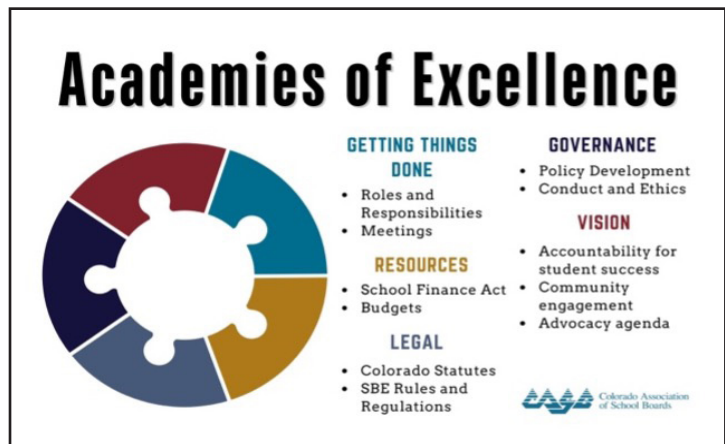 Academies of Excellence
GETTING THINGS
DONE
• Roles and
Responsibilities
• Meetings
RESOURCES
• School Finance Act
• Budgets
LEGAL
• Colorado Statutes
• SBE Rules and
Regulations
GOVERNANCE
• Policy Development
• Conduct and Ethics
VISION
• Accountability for
student success
• Community
engagement
• Advocacy agenda
CASB Colorado Association
of School Boards